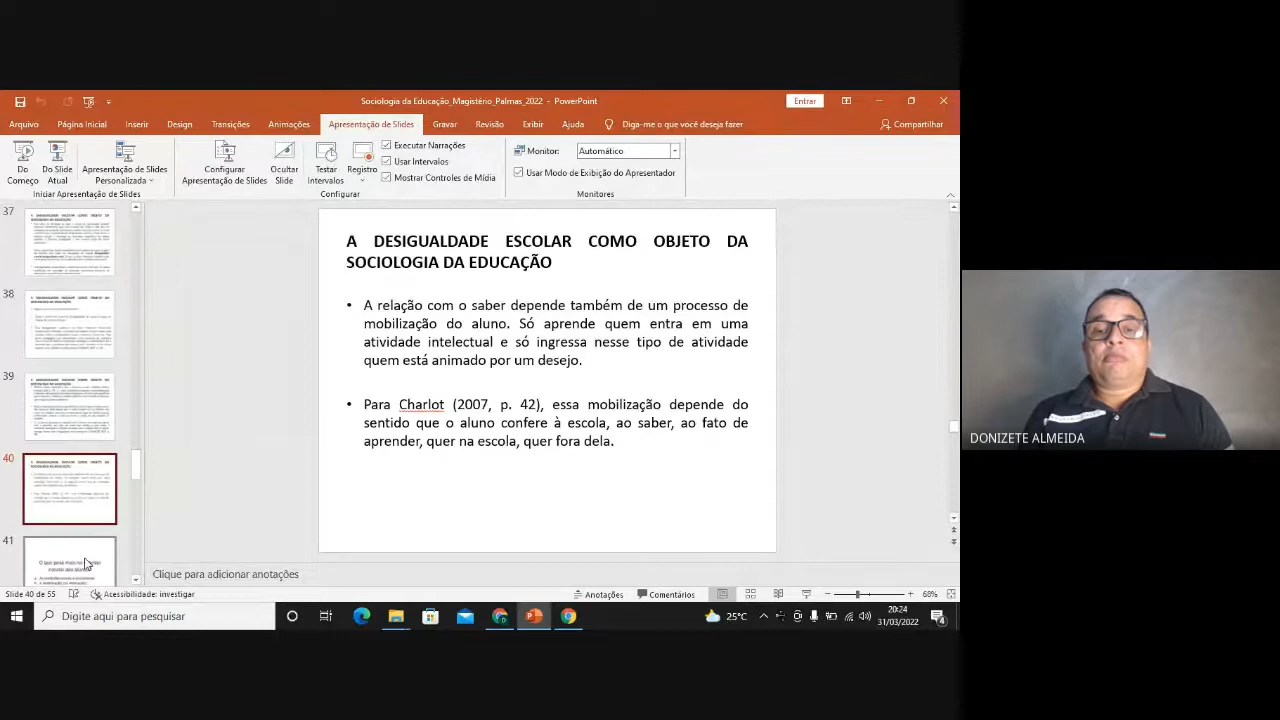 Sociologia da Educação_Magistério_Palmas_2022 - PowerPoint
Entrar
Arquivo Página Inicial Inserir Design Transições Animações Apresentação de Slides Gravar Revisão Exibir Ajuda Diga-me o que você deseja fazer Compartilhar
Do Começo
Do Slide Atual
Apresentação de Slides Personalizada
Configurar Apresentação de Slides
Ocultar Slide
Testar Intervalos
Registro
Executar Narrações
Usar Intervalos
Mostrar Controles de Mídia
Monitor: Automático
Usar Modo de Exibição do Apresentador
Iniciar Apresentação de Slides
Configurar
Monitores
37
38
39
40
41
A DESIGUALDADE ESCOLAR COMO OBJETO DA
SOCIOLOGIA DA EDUCAÇÃO
• A relação com o saber depende também de um processo de
mobilização do aluno. Só aprende quem entra em uma
atividade intelectual e só ingressa nesse tipo de atividade
quem está animado por um desejo.
• Para Charlot (2007, p. 42), essa mobilização depende do
sentido que o aluno confere à escola, ao saber, ao fato de
aprender, quer na escola, quer fora dela.
DONIZETE ALMEIDA
Clique para adicionar anotações
Slide 40 de 55 Acessibilidade: investigar Anotações Comentários 68%
Digite aqui para pesquisar
25°C
20:24
31/03/2022
4